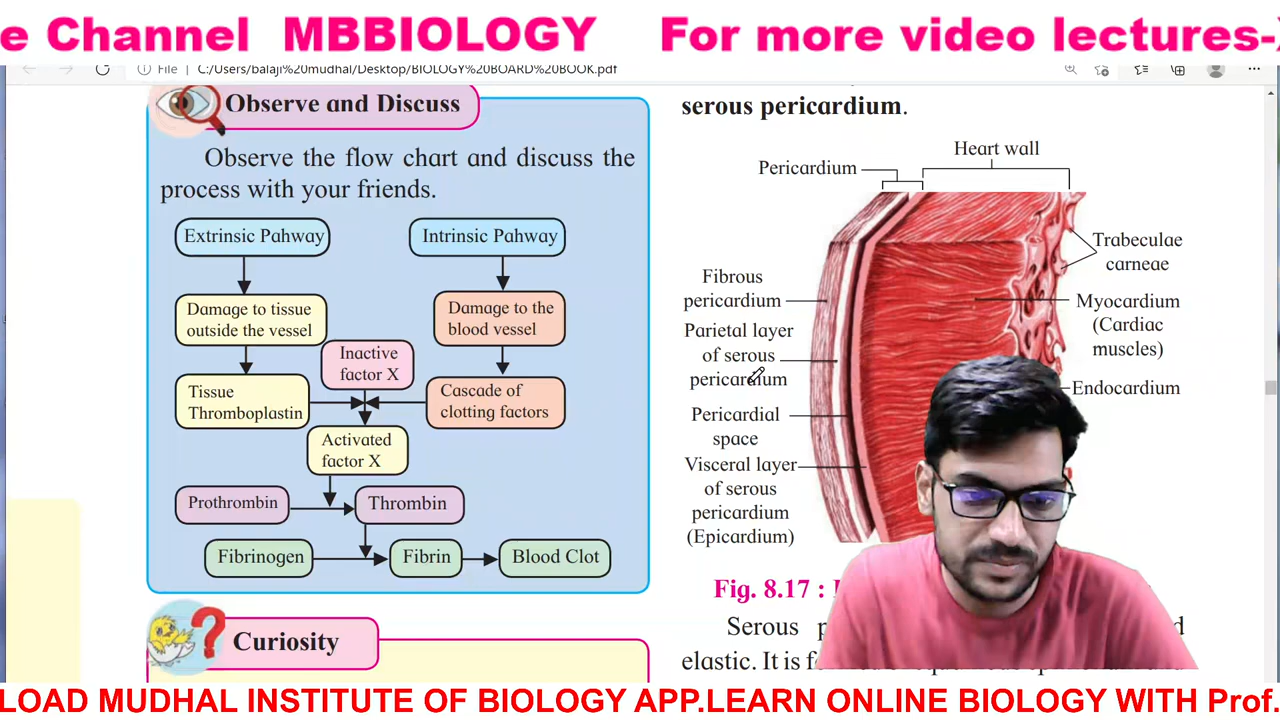 e Channel MBBIOLOGY For more video lectures-
File C:/Users/balaji%20mudhal/Desktop/BIOLOGY%20BOARD%20BOOK.pdf
Observe and Discuss
Observe the flow chart and discuss the
process with your friends.
Extrinsic Pahway
Intrinsic Pahway
Damage to tissue
outside the vessel
Damage to the
blood vessel
Inactive
factor X
Tissue
Thromboplastin
Cascade of
clotting factors
Activated
factor X
Prothrombin
Thrombin
Fibrinogen
Fibrin
Blood Clot
Curiosity
serous pericardium.
Heart wall
Pericardium
Trabeculae
carneae
Fibrous
pericardium
Myocardium
(Cardiac
muscles)
Parietal layer
of serous
pericardium
Endocardium
Pericardial
space
Visceral layer
of serous
pericardium
(Epicardium)
Fig. 8.17 :
Serous
elastic. It is
LOAD MUDHAL INSTITUTE OF BIOLOGY APP.LEARN ONLINE BIOLOGY WITH Prof.